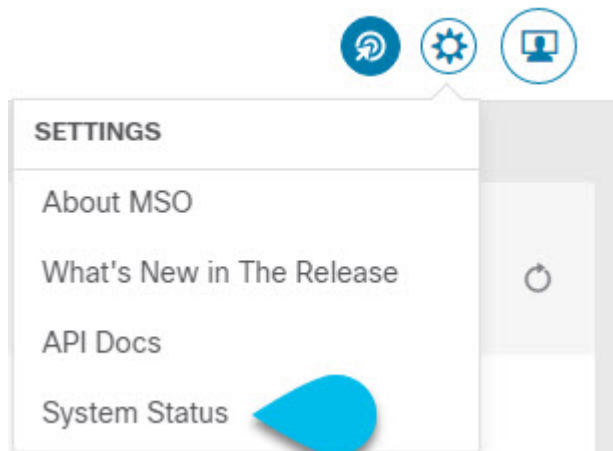 SETTINGS
About MSO
What's New in The Release
API Docs
System Status